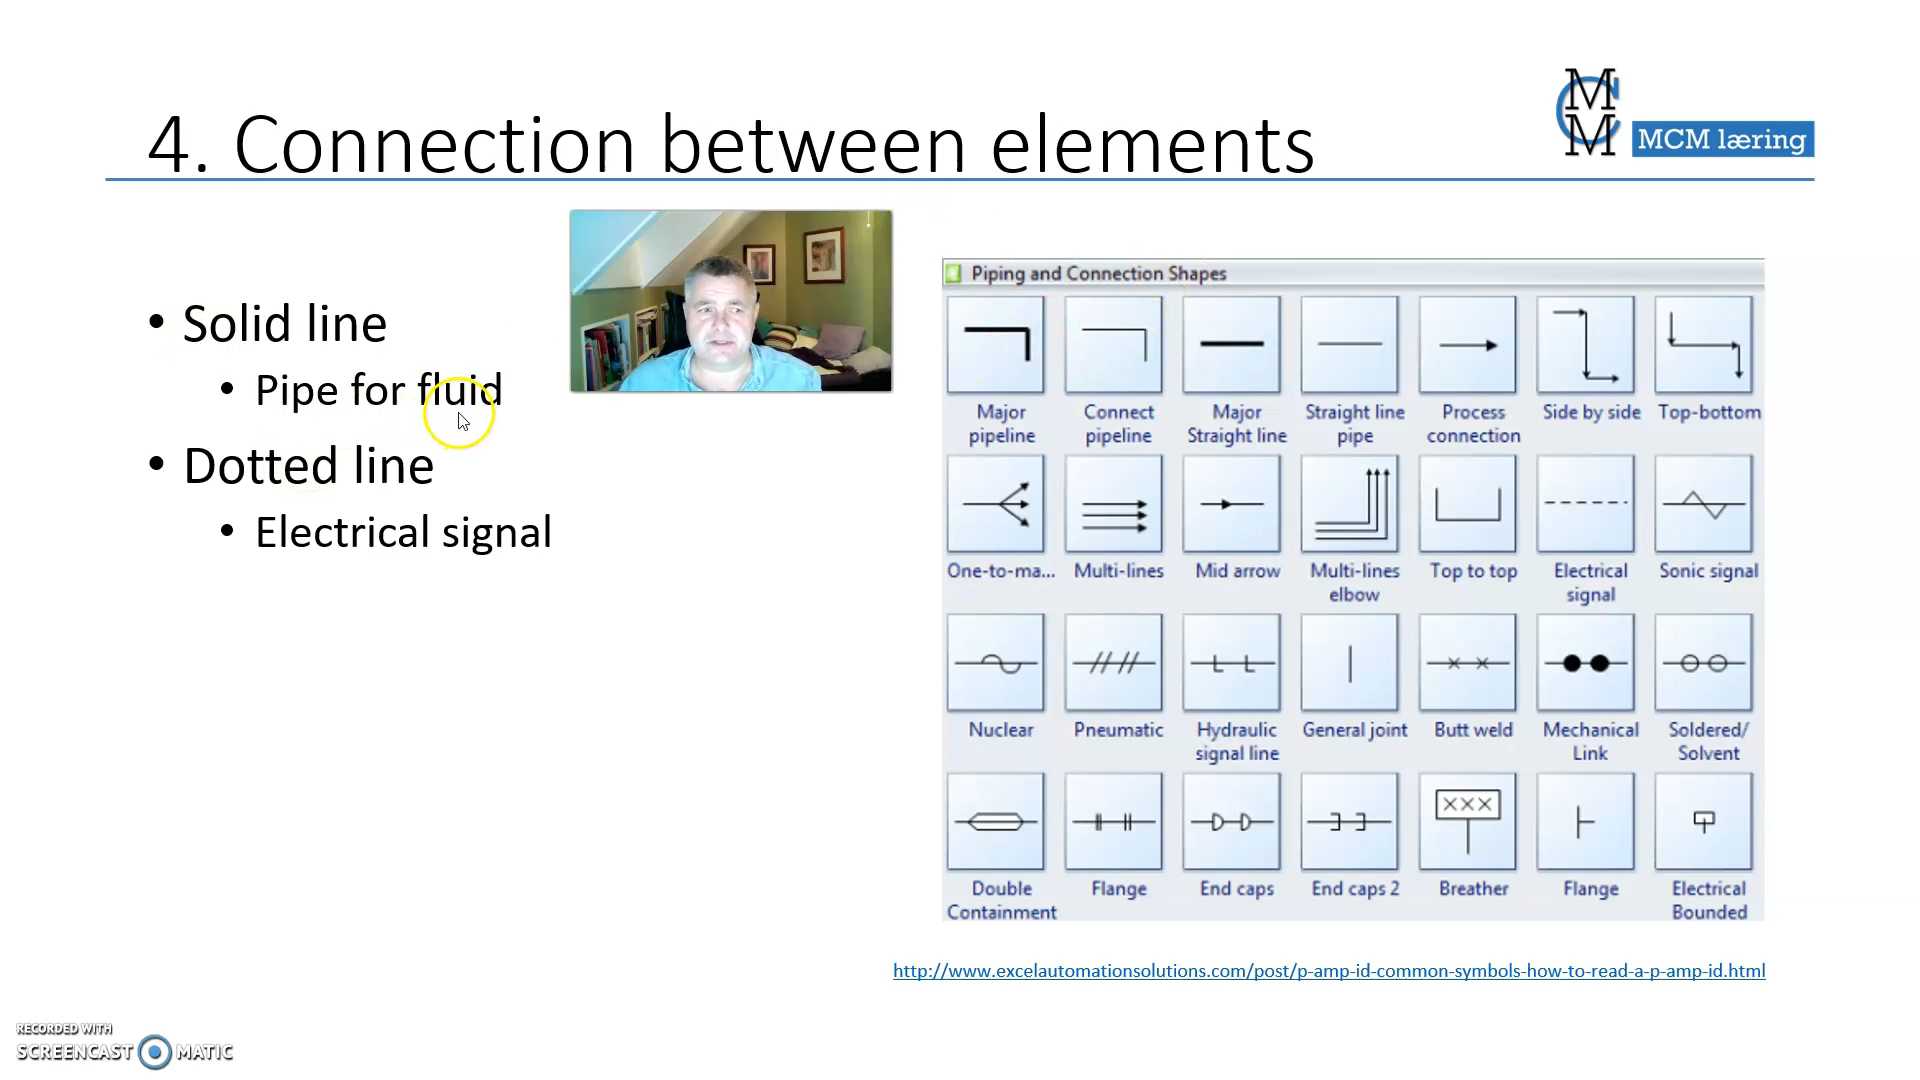 4. Connection between elements
MCM
MCM læring
• Solid line
• Pipe for fluid
• Dotted line
• Electrical signal
Piping and Connection Shapes
Major pipeline
Connect pipeline
Major Straight line
Straight line pipe
Process connection
Side by side
Top-bottom
One-to-ma...
Multi-lines
Mid arrow
Multi-lines elbow
Top to top
Electrical signal
Sonic signal
Nuclear
Pneumatic
Hydraulic signal line
General joint
Butt weld
Mechanical Link
Soldered/ Solvent
XXX
Double Containment
Flange
End caps
End caps 2
Breather
Flange
Electrical Bounded
http://www.excelautomationsolutions.com/post/p-amp-id-common-symbols-how-to-read-a-p-amp-id.html
RECORDED WITH
SCREENCAST MATIC